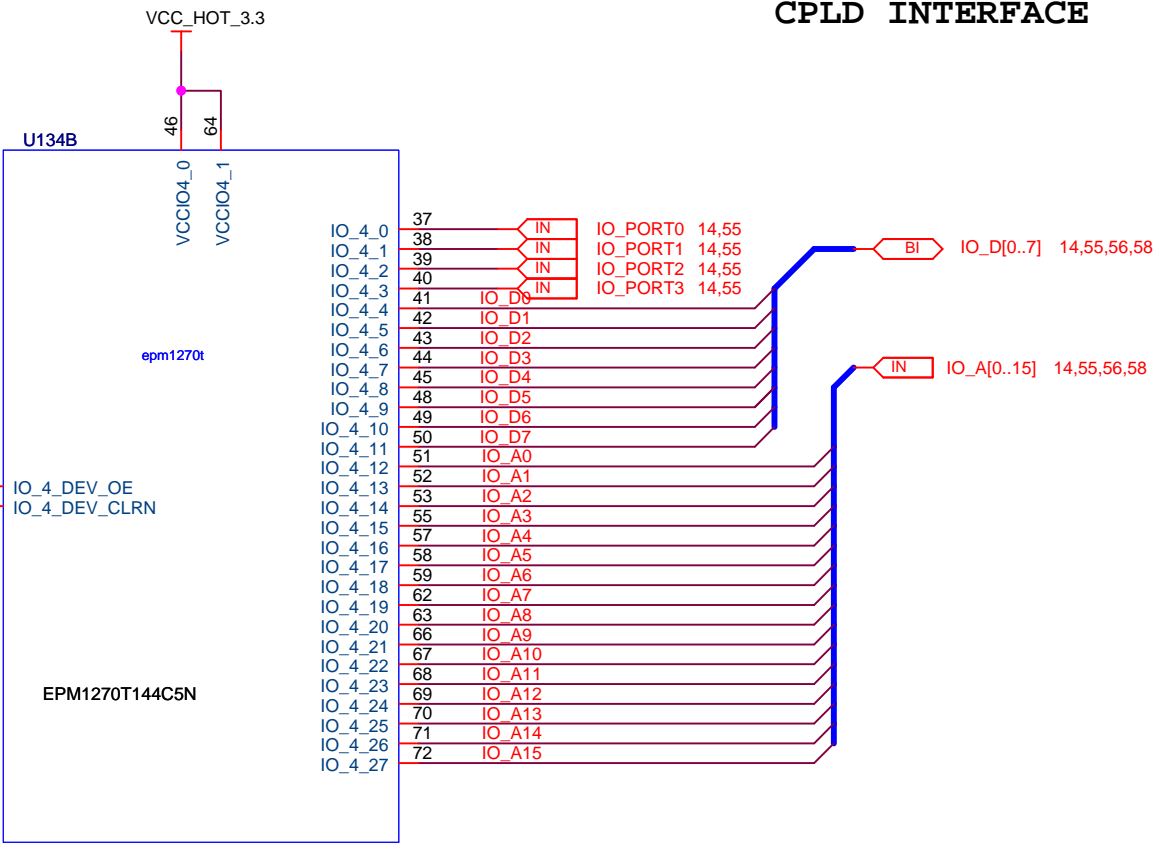 CPLD INTERFACE
VCC_HOT_3.3
46
64
U134B
VCCIO4_0
VCCIO4_1
IO_4_0 37 IN IO_PORT0 14,55
IO_4_1 38 IN IO_PORT1 14,55
IO_4_2 39 IN IO_PORT2 14,55
IO_4_3 40 IN IO_PORT3 14,55
BI IO_D[0..7] 14,55,56,58
IO_4_4 41 IO_D0
IO_4_5 42 IO_D1
IO_4_6 43 IO_D2
epm1270t
IO_4_7 44 IO_D3
IN IO_A[0..15] 14,55,56,58
IO_4_8 45 IO_D4
IO_4_9 48 IO_D5
IO_4_10 49 IO_D6
IO_4_11 50 IO_D7
IO_4_12 51 IO_A0
IO_4_DEV_OE
IO_4_13 52 IO_A1
IO_4_DEV_CLRN
IO_4_14 53 IO_A2
IO_4_15 55 IO_A3
IO_4_16 57 IO_A4
IO_4_17 58 IO_A5
IO_4_18 59 IO_A6
IO_4_19 62 IO_A7
IO_4_20 63 IO_A8
IO_4_21 66 IO_A9
IO_4_22 67 IO_A10
IO_4_23 68 IO_A11
EPM1270T144C5N
IO_4_24 69 IO_A12
IO_4_25 70 IO_A13
IO_4_26 71 IO_A14
IO_4_27 72 IO_A15